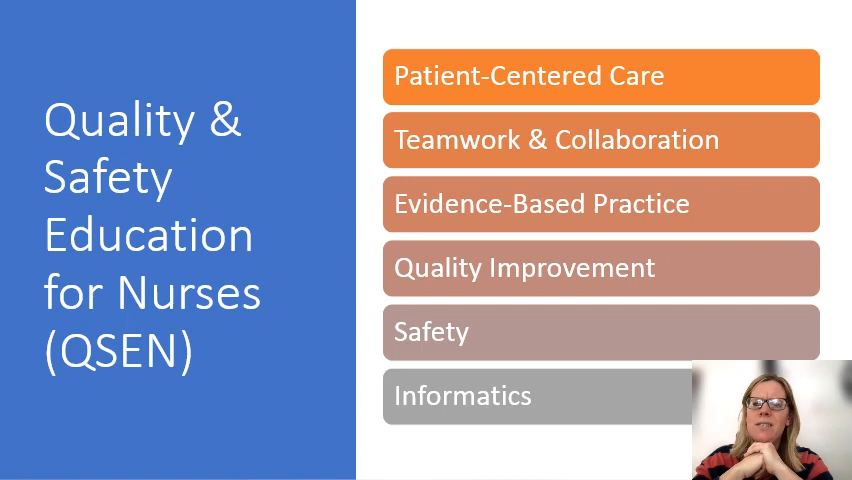 Quality &
Safety
Education
for Nurses
(QSEN)
Patient-Centered Care
Teamwork & Collaboration
Evidence-Based Practice
Quality Improvement
Safety
Informatics